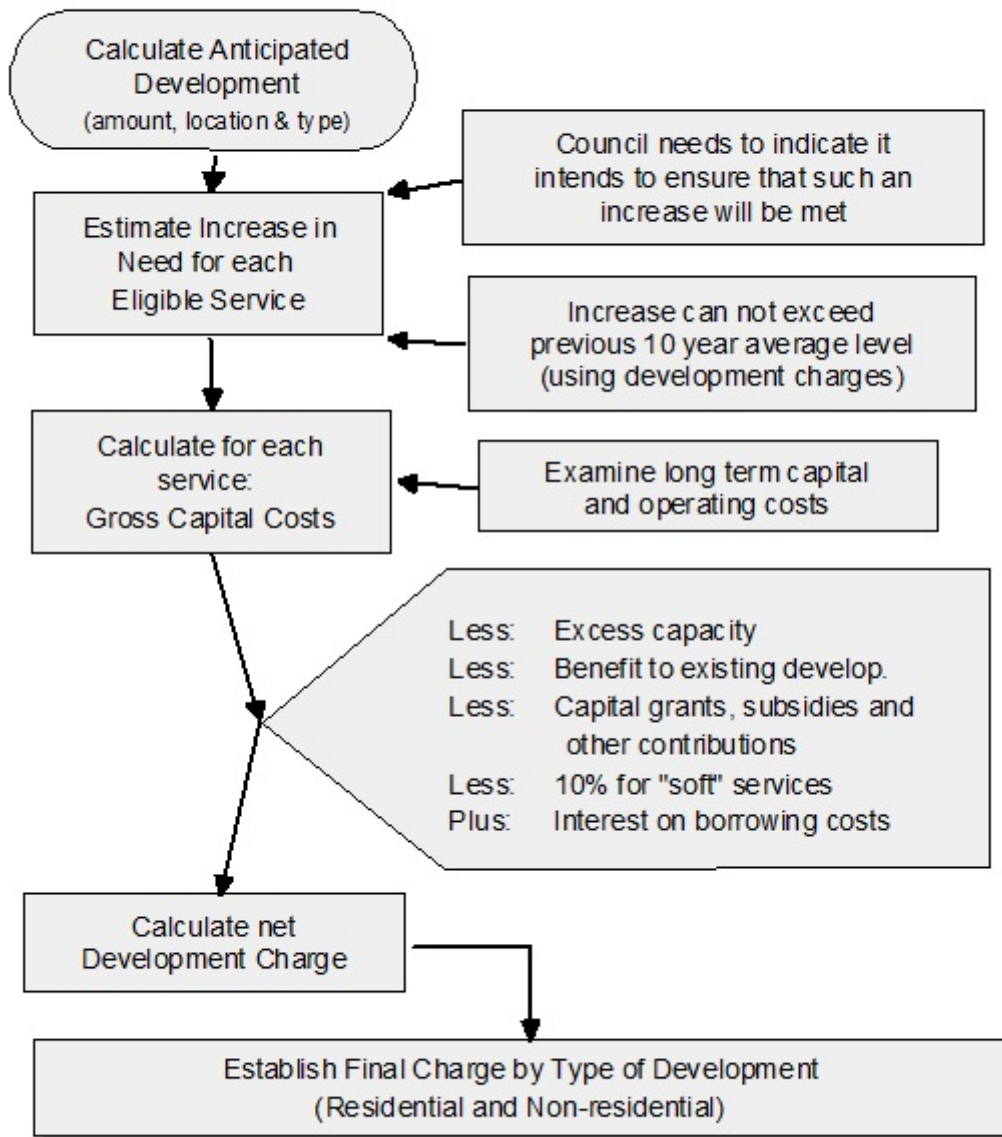 Calculate Anticipated
Development
(amount, location & type)
Council needs to indicate it
intends to ensure that such an
increase will be met
Estimate Increase in
Need for each
Eligible Service
Increase can not exceed
previous 10 year average level
(using development charges)
Calculate for each
service:
Gross Capital Costs
Examine long term capital
and operating costs
Less: Excess capacity
Less: Benefit to existing develop.
Less: Capital grants, subsidies and
other contributions
Less: 10% for "soft" services
Plus: Interest on borrowing costs
Calculate net
Development Charge
Establish Final Charge by Type of Development
(Residential and Non-residential)